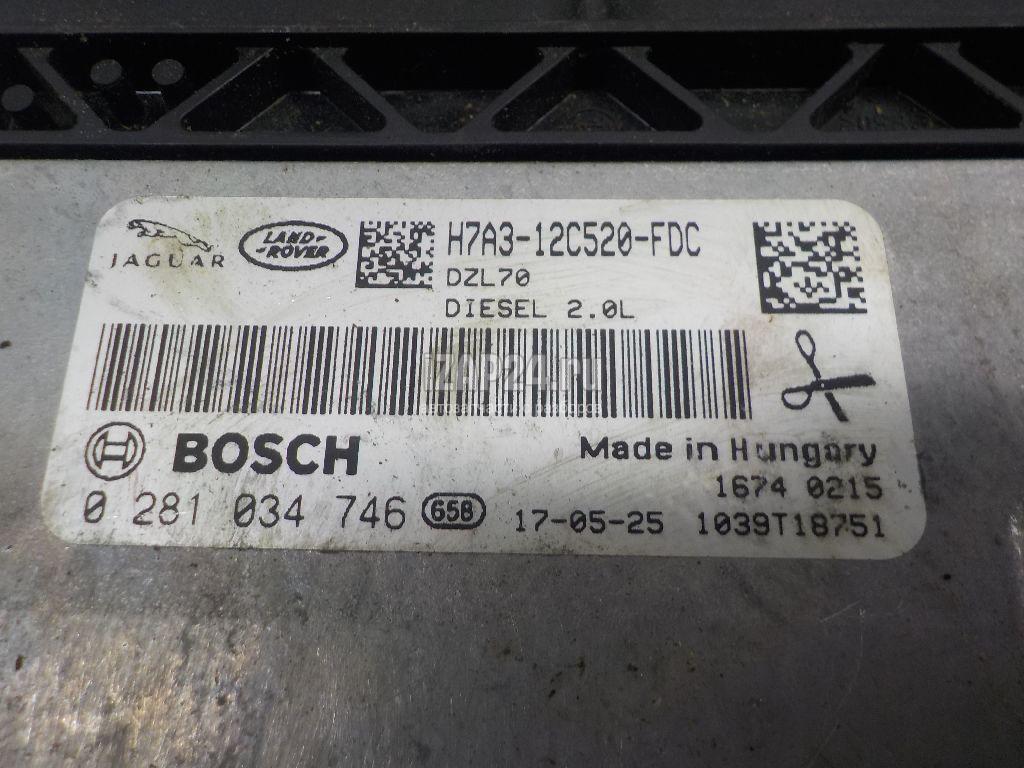 JAGUAR
LAND-
-ROVER
H7A3-12C520-FDC
DZL70
DIESEL 2.0L
iZAP24.ru
BOSCH
Made in Hungary
1674 0215
0 281 034 746 658 17-05-25 1039T18751